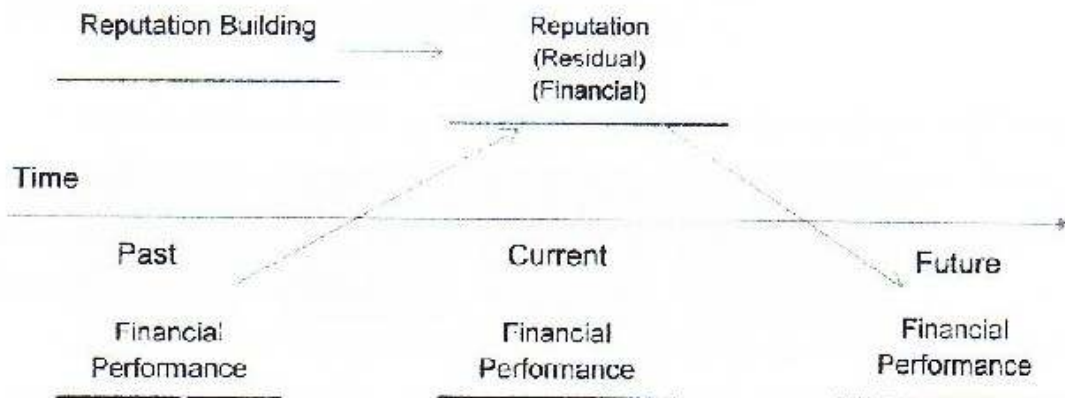 Reputation Building
Reputation
(Residual)
(Financial)
Time
Past
Current
Future
Financial
Performance
Financial
Performance
Financial
Performance